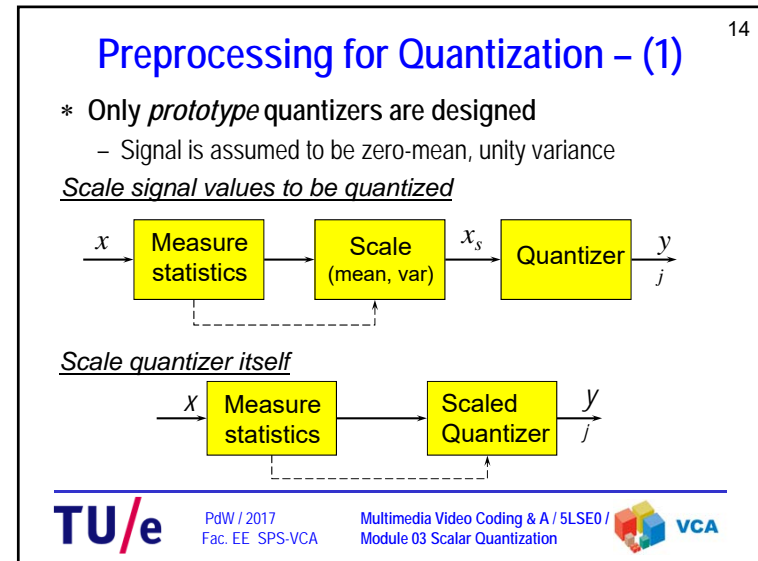 14
Preprocessing for Quantization – (1)
* Only prototype quantizers are designed
– Signal is assumed to be zero-mean, unity variance
Scale signal values to be quantized
x Measure statistics Scale (mean, var) x_s Quantizer y j
Scale quantizer itself
x Measure statistics Scaled Quantizer y j
TU/e PdW / 2017 Multimedia Video Coding & A / 5LSE0 / VCA
Fac. EE SPS-VCA Module 03 Scalar Quantization